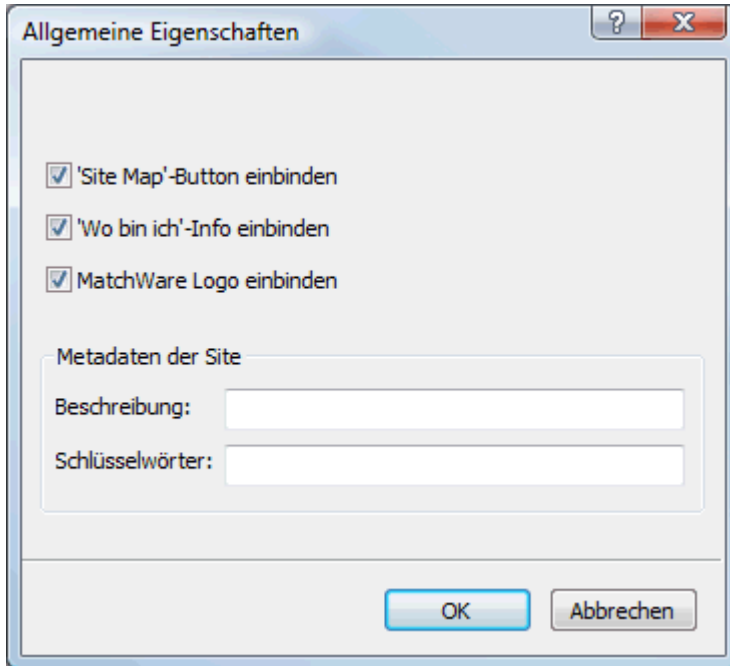 Allgemeine Eigenschaften
'Site Map'-Button einbinden
'Wo bin ich'-Info einbinden
MatchWare Logo einbinden
Metadaten der Site
Beschreibung:
Schlüsselwörter:
OK Abbrechen